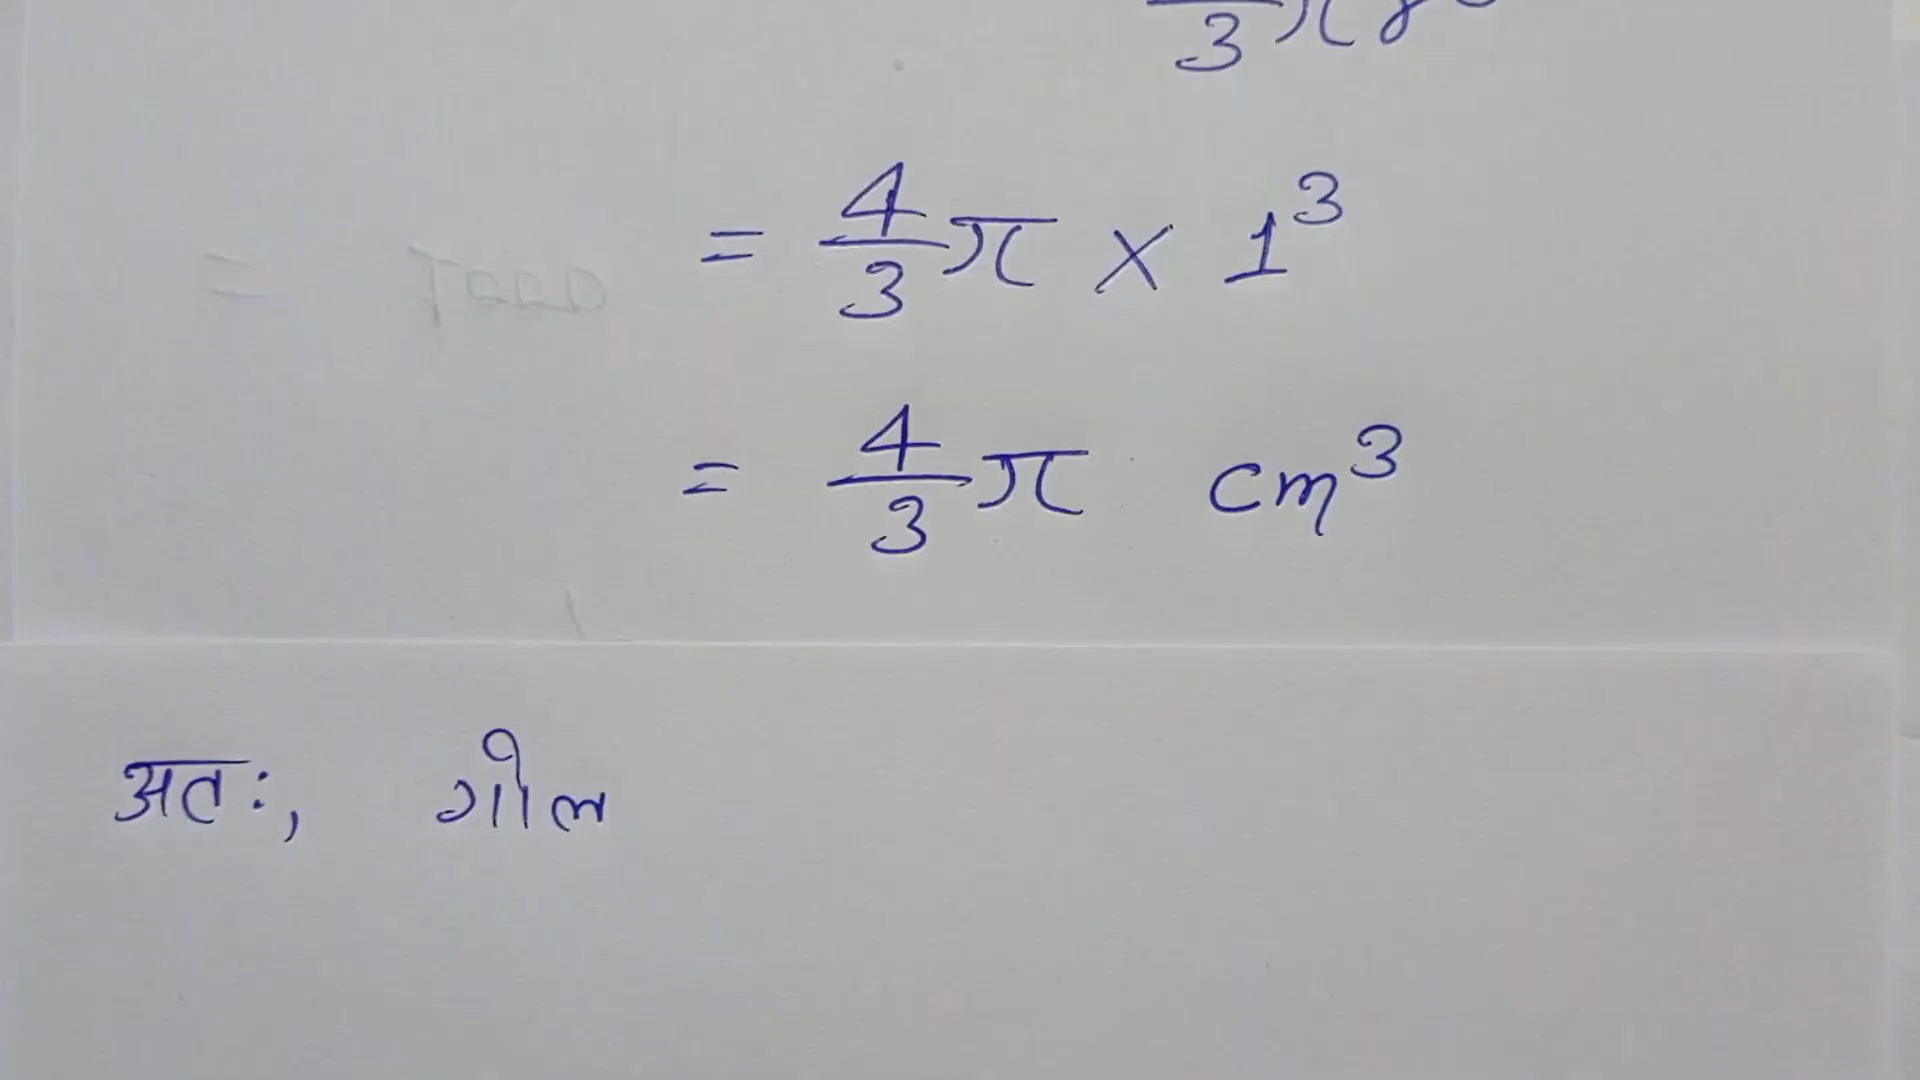 = 4/3 π × 1³
= 4/3 π cm³
अतः, गोल